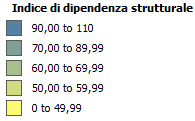 Indice di dipendenza strutturale
90,00 to 110
70,00 to 89,99
60,00 to 69,99
50,00 to 59,99
0 to 49,99